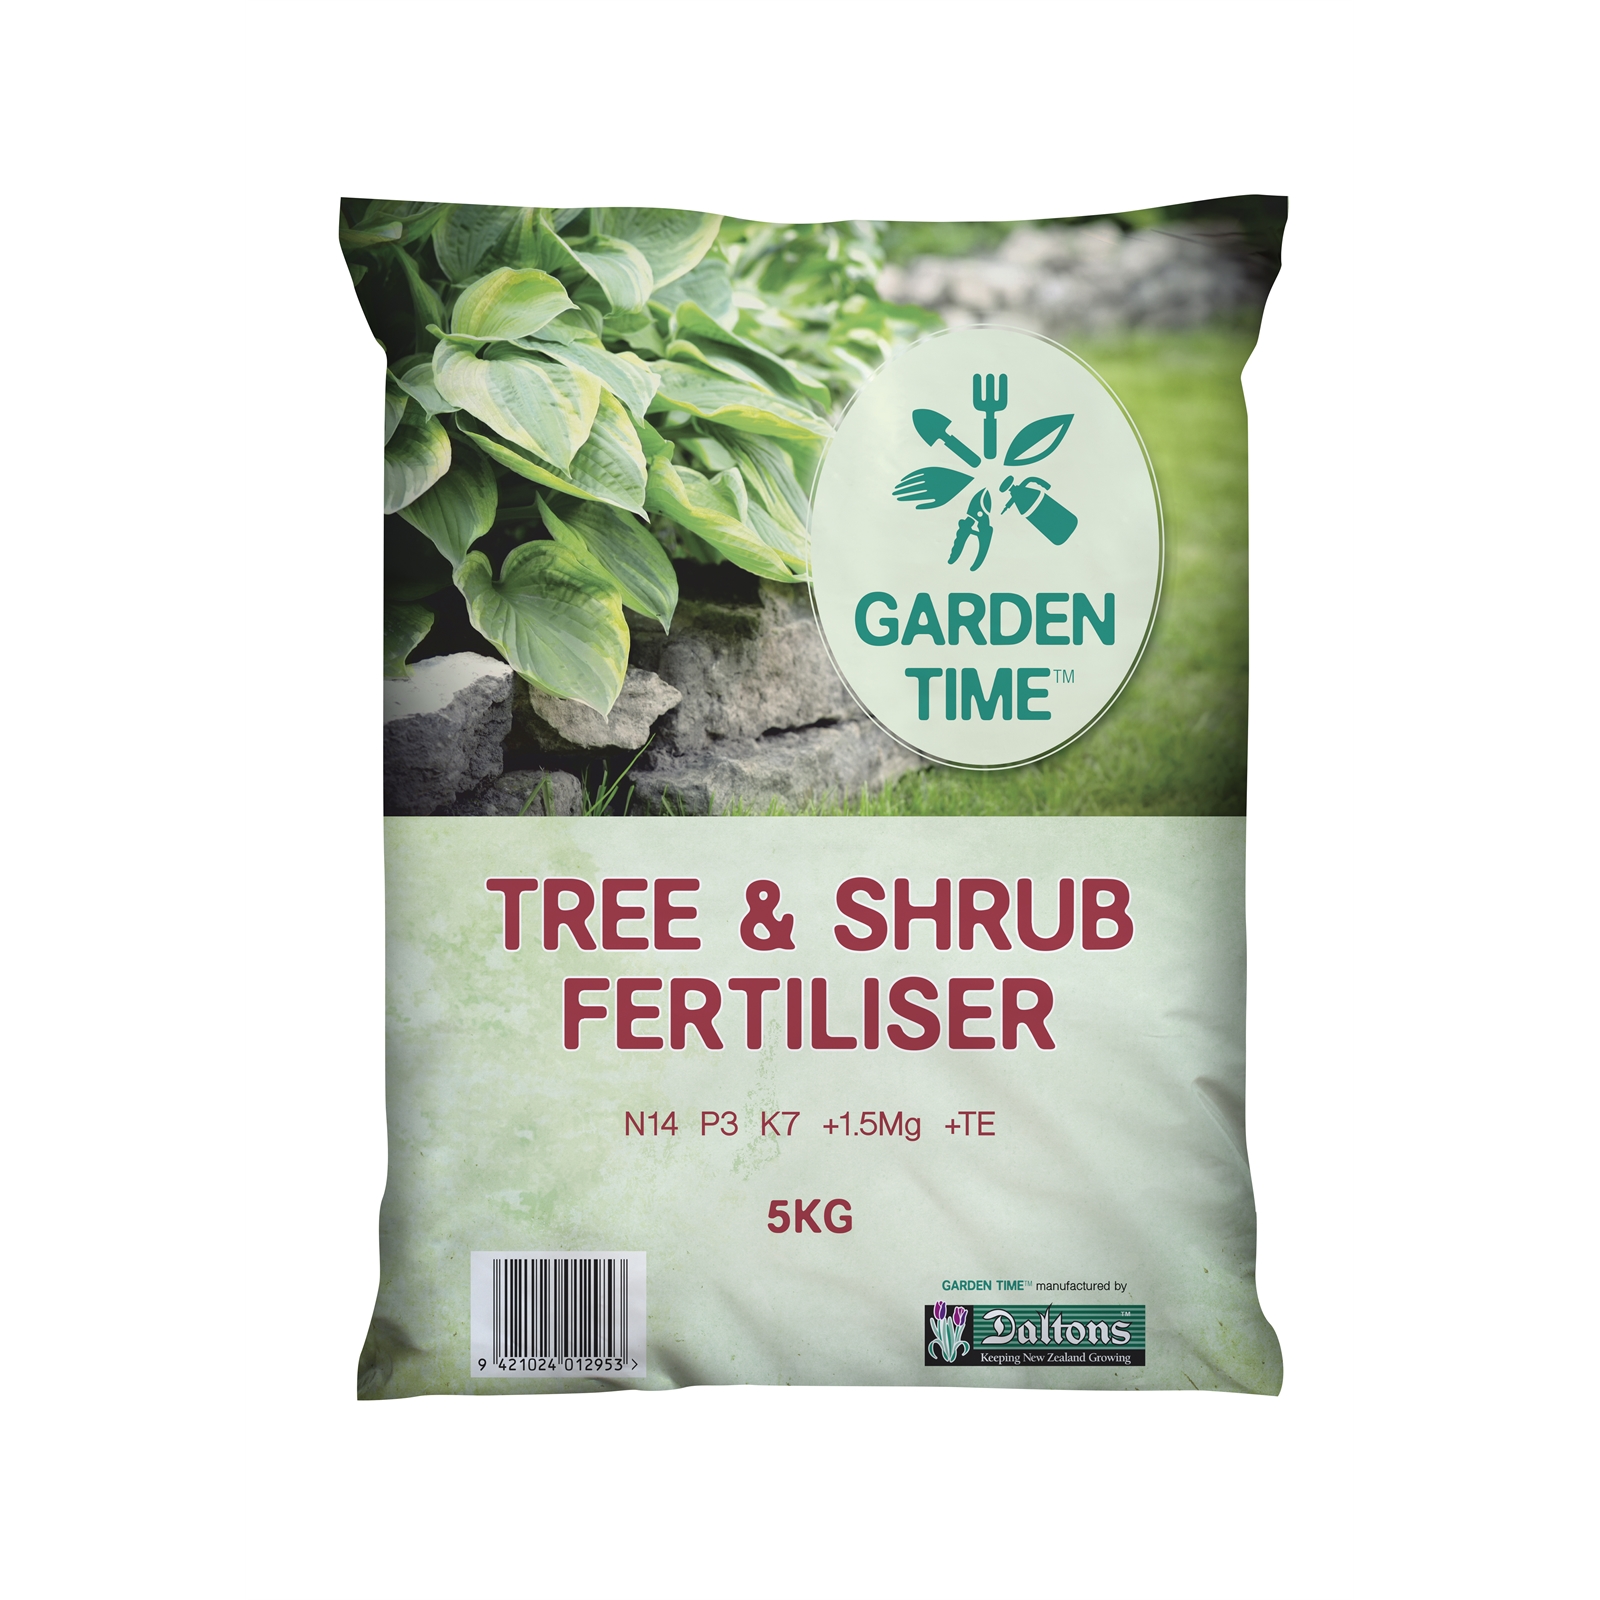 GARDEN
TIME™
TREE & SHRUB
FERTILISER
N14 P3 K7 +1.5Mg +TE
5KG
9 421024 012953 >
GARDEN TIME™ manufactured by
Daltons™
Keeping New Zealand Growing